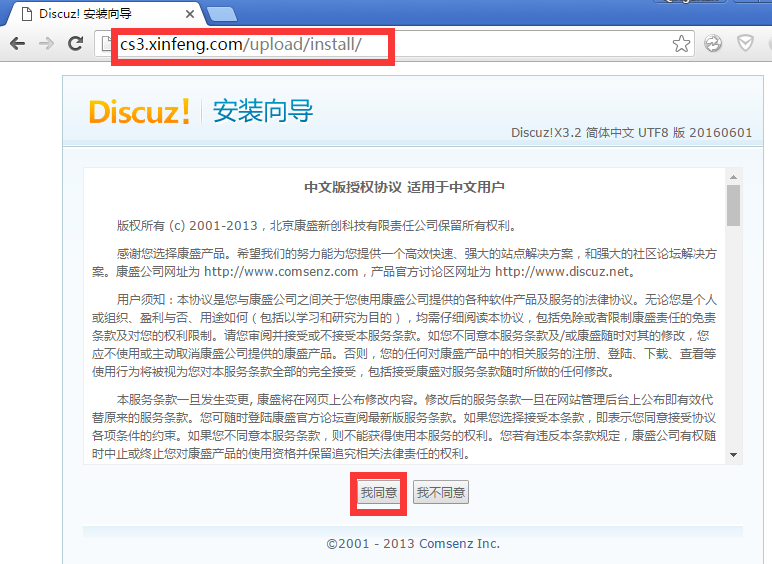 Discuz! 安装向导
cs3.xinfeng.com/upload/install/
Discuz! 安装向导
Discuz!X3.2 简体中文 UTF8 版 20160601
中文版授权协议 适用于中文用户
版权所有 (c) 2001-2013，北京康盛新创科技有限责任公司保留所有权利。
感谢您选择康盛产品。希望我们的努力能为您提供一个高效快速、强大的站点解决方案，和强大的社区论坛解决方
案。康盛公司网址为 http://www.comsenz.com，产品官方讨论区网址为 http://www.discuz.net。
用户须知：本协议是您与康盛公司之间关于您使用康盛公司提供的各种软件产品及服务的法律协议。无论您是个人
或组织、盈利与否、用途如何（包括以学习和研究为目的），均需仔细阅读本协议，包括免除或者限制康盛责任的免责
条款及对您的权利限制。请您审阅并接受或不接受本服务条款。如您不同意本服务条款及/或康盛随时对其的修改，您
应不使用或主动取消康盛公司提供的康盛产品。否则，您的任何对康盛产品中的相关服务的注册、登陆、下载、查看等
使用行为将被视为您对本服务条款全部的完全接受，包括接受康盛对服务条款随时所做的任何修改。
本服务条款一旦发生变更, 康盛将在网页上公布修改内容。修改后的服务条款一旦在网站管理后台上公布即有效代
替原来的服务条款。您可随时登陆康盛官方论坛查阅最新版服务条款。如果您选择接受本条款，即表示您同意接受协议
各项条件的约束。如果您不同意本服务条款，则不能获得使用本服务的权利。您若有违反本条款规定，康盛公司有权随
时中止或终止您对康盛产品的使用资格并保留追究相关法律责任的权利。
我同意 我不同意
©2001 - 2013 Comsenz Inc.